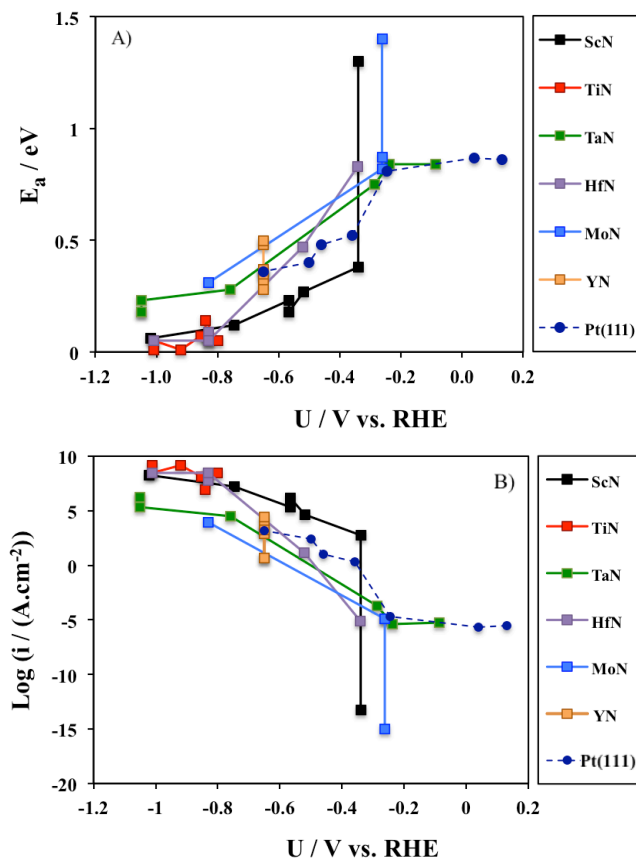 A)
1.5
1
0.5
0
E_a / eV
-1.2 -1.0 -0.8 -0.6 -0.4 -0.2 0.0 0.2
U / V vs. RHE
ScN
TiN
TaN
HfN
MoN
YN
Pt(111)
B)
10
5
0
-5
-10
-15
-20
Log (i / (A.cm⁻²))
-1.2 -1 -0.8 -0.6 -0.4 -0.2 0 0.2
U / V vs. RHE
ScN
TiN
TaN
HfN
MoN
YN
Pt(111)